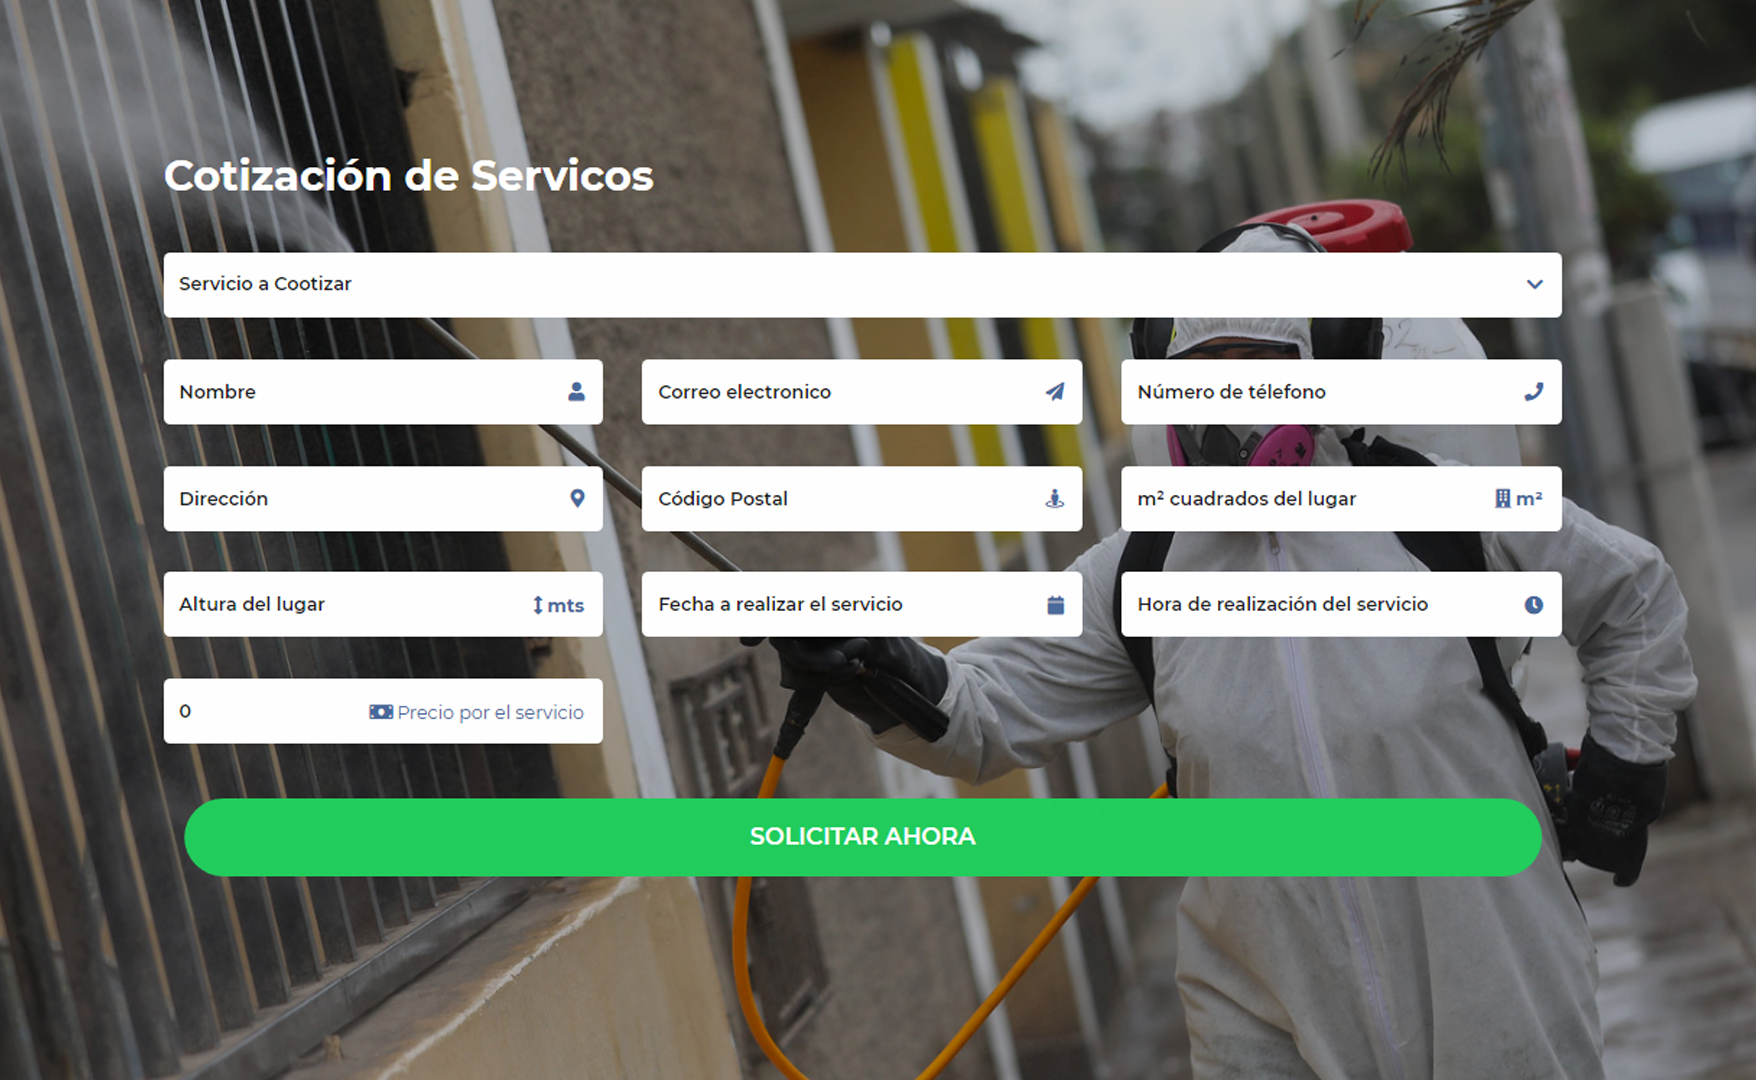 Cotización de Servicos
Servicio a Cootizar
Nombre
Correo electronico
Número de télefono
Dirección
Código Postal
m² cuadrados del lugar
m²
Altura del lugar
mts
Fecha a realizar el servicio
Hora de realización del servicio
0
Precio por el servicio
SOLICITAR AHORA